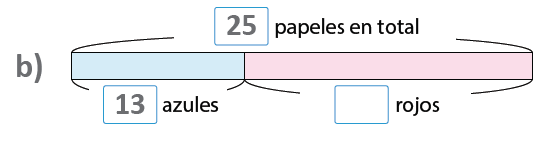 25 papeles en total
b)
13 azules rojos